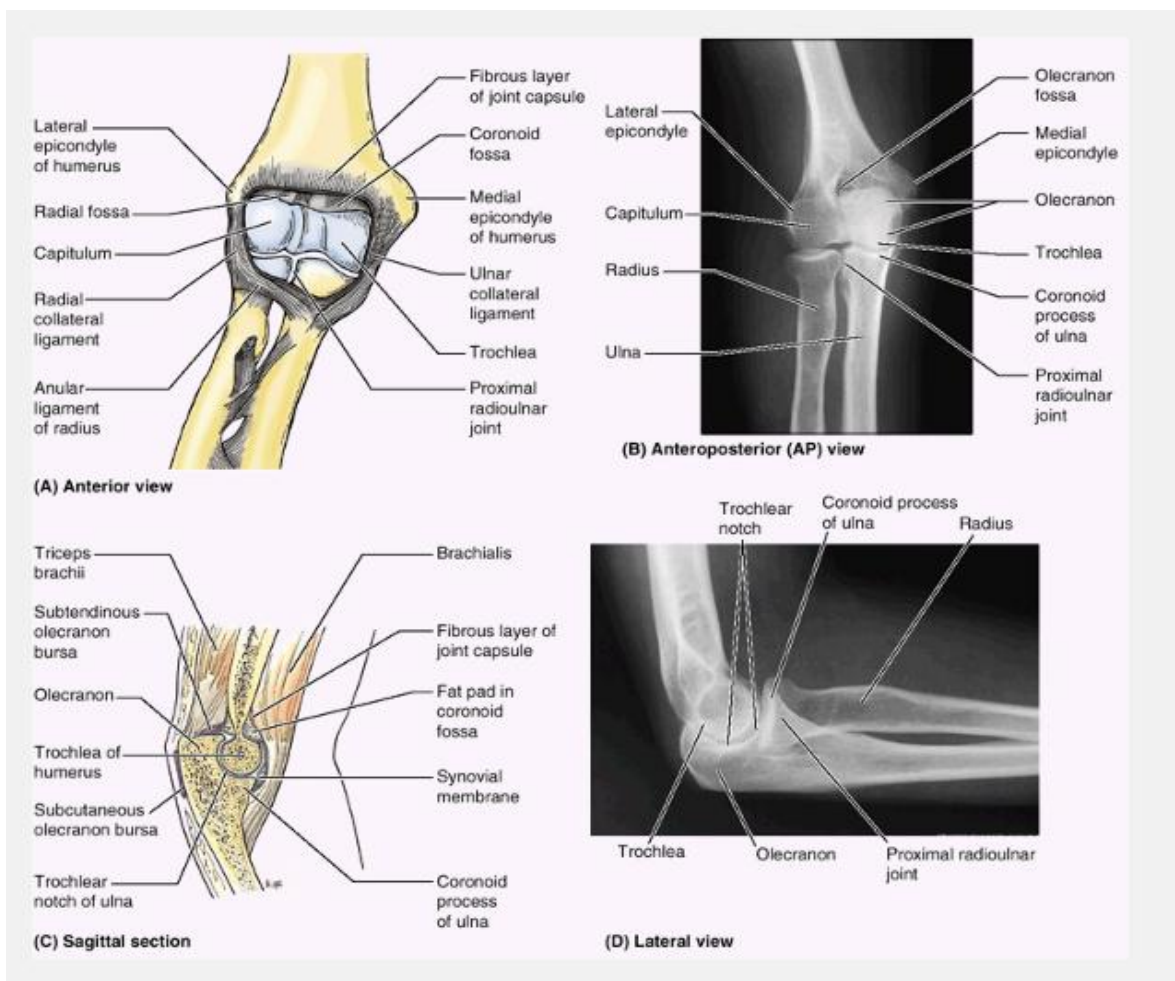 Lateral
epicondyle
of humerus
Radial fossa
Capitulum
Radial
collateral
ligament
Anular
ligament
of radius
Fibrous layer
of joint capsule
Coronoid
fossa
Medial
epicondyle
of humerus
Ulnar
collateral
ligament
Trochlea
Proximal
radioulnar
joint
(A) Anterior view
Lateral
epicondyle
Capitulum
Radius
Ulna
Olecranon
fossa
Medial
epicondyle
Olecranon
Trochlea
Coronoid
process
of ulna
Proximal
radioulnar
joint
(B) Anteroposterior (AP) view
Triceps
brachii
Subtendinous
olecranon
bursa
Olecranon
Trochlea of
humerus
Subcutaneous
olecranon bursa
Trochlear
notch of ulna
Brachialis
Fibrous layer of
joint capsule
Fat pad in
coronoid
fossa
Synovial
membrane
Coronoid
process
of ulna
(C) Sagittal section
Trochlear
notch
Coronoid process
of ulna
Radius
Trochlea
Olecranon
Proximal radioulnar
joint
(D) Lateral view